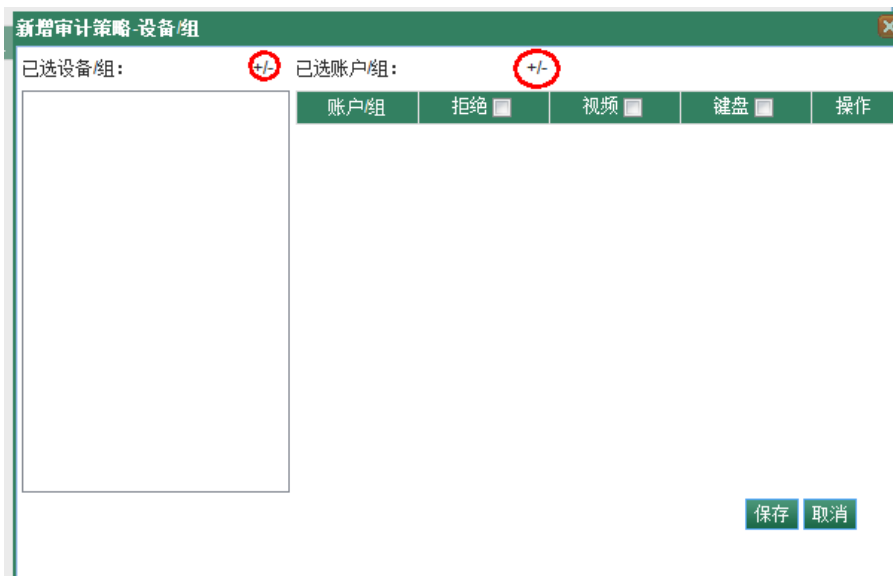 新增审计策略-设备/组
已选设备/组： +/- 已选账户/组： +/-
账户/组 拒绝 视频 键盘 操作
保存 取消